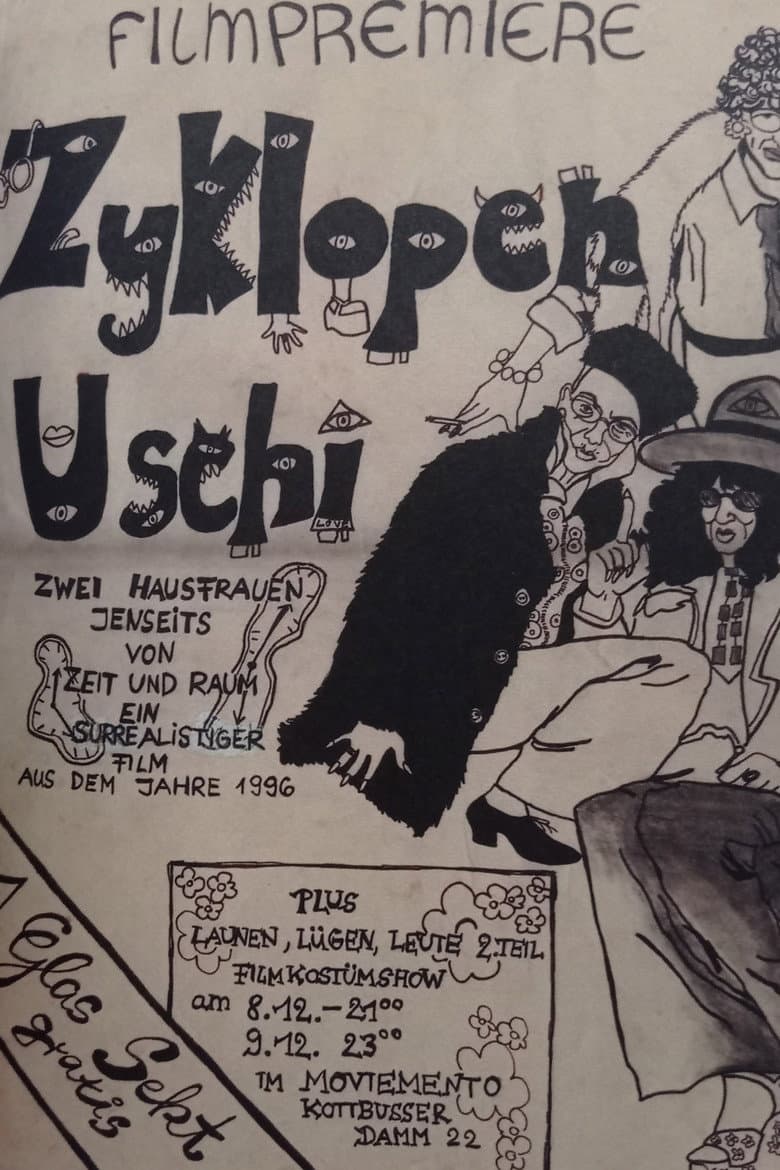 FILMPREMIERE
Zyklopen
Uschi
LOVE
ZWEI HAUSFRAUEN
JENSEITS
VON
ZEIT UND RAUM
EIN
SURREALISTIGER
FILM
AUS DEM JAHRE 1996
1 Glas Sekt
gratis
PLUS
LAUNEN, LÜGEN, LEUTE 2.TEIL
FILMKOSTÜMSHOW
am 8.12.-21⁰⁰
9.12. 23⁰⁰
IM MOVIEMENTO
KOTTBUSSER
DAMM 22